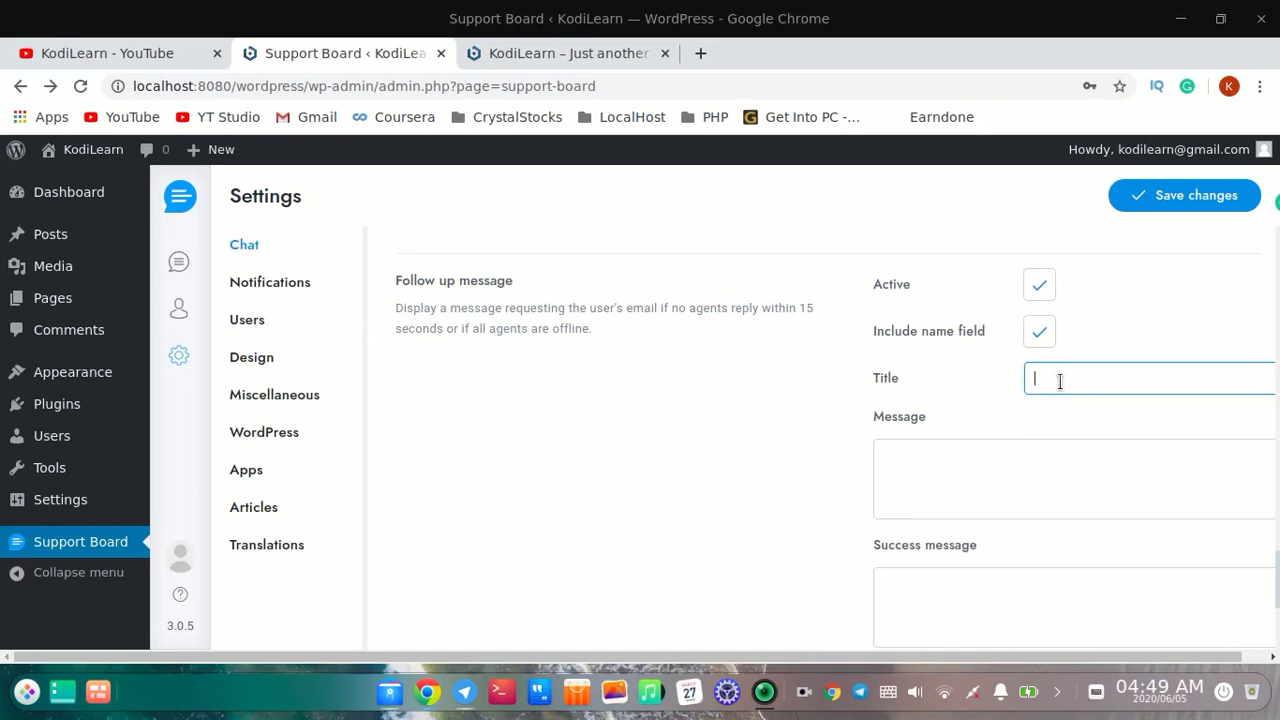 Support Board ‹ KodiLearn — WordPress - Google Chrome
KodiLearn - YouTube
Support Board ‹ KodiLea
KodiLearn – Just another
localhost:8080/wordpress/wp-admin/admin.php?page=support-board
IQ
K
Apps YouTube YT Studio Gmail Coursera CrystalStocks LocalHost PHP Get Into PC -... Earndone
KodiLearn 0 New Howdy, kodilearn@gmail.com
Dashboard
Posts
Media
Pages
Comments
Appearance
Plugins
Users
Tools
Settings
Support Board
Collapse menu
3.0.5
Settings
Save changes
Chat
Notifications
Users
Design
Miscellaneous
WordPress
Apps
Articles
Translations
Follow up message
Display a message requesting the user's email if no agents reply within 15
seconds or if all agents are offline.
Active
Include name field
Title
Message
Success message
27
04:49 AM
2020/06/05